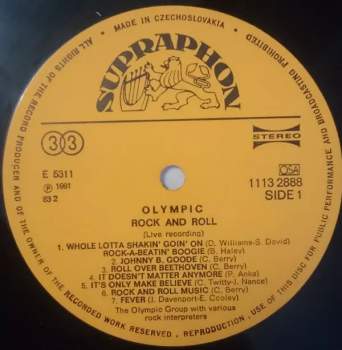 MADE IN CZECHOSLOVAKIA
ALL RIGHTS OF THE RECORD PRODUCER AND OF THE OWNER OF THE RECORDED WORK RESERVED. REPRODUCTION, USE OF THIS DISC FOR PUBLIC PERFORMANCE AND BROADCASTING PROHIBITED
SUPRAPHON
33
STEREO
E 5311
℗ 1981
83 2
OSA
1113 2888
SIDE 1
OLYMPIC
ROCK AND ROLL
(Live recording)
1. WHOLE LOTTA SHAKIN' GOIN' ON (D. Williams-S. David)
ROCK-A-BEATIN' BOOGIE (B. Haley)
2. JOHNNY B. GOODE (C. Berry)
3. ROLL OVER BEETHOVEN (C. Berry)
4. IT DOESN'T MATTER ANYMORE (P. Anka)
5. IT'S ONLY MAKE BELIEVE (C. Twitty-J. Nance)
6. ROCK AND ROLL MUSIC (C. Berry)
7. FEVER (J. Davenport-E. Cooley)
The Olympic Group with various
rock interpreters